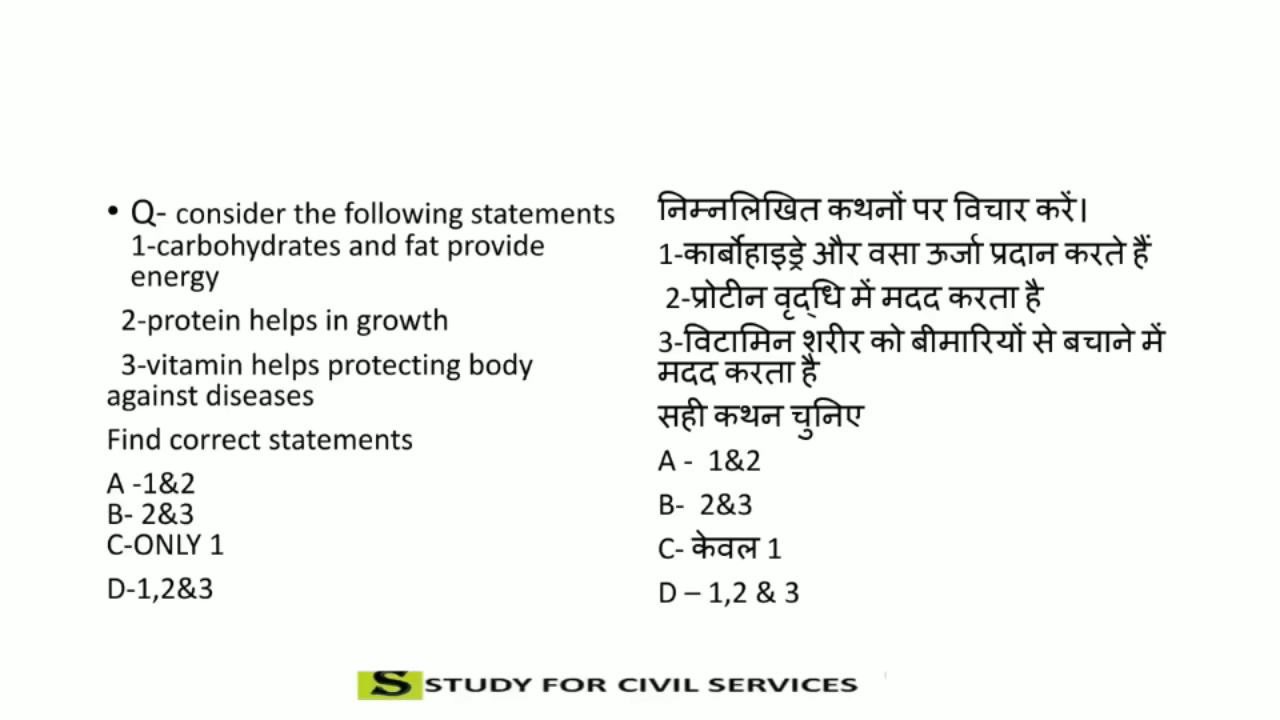 • Q- consider the following statements
1-carbohydrates and fat provide
energy
2-protein helps in growth
3-vitamin helps protecting body
against diseases
Find correct statements
A -1&2
B- 2&3
C-ONLY 1
D-1,2&3
निम्नलिखित कथनों पर विचार करें।
1-कार्बोहाइड्रे और वसा ऊर्जा प्रदान करते हैं
2-प्रोटीन वृद्धि में मदद करता है
3-विटामिन शरीर को बीमारियों से बचाने में
मदद करता है
सही कथन चुनिए
A - 1&2
B- 2&3
C- केवल 1
D – 1,2 & 3
S STUDY FOR CIVIL SERVICES